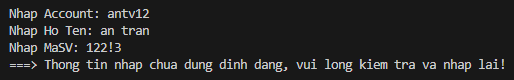 Nhap Account: antv12
Nhap Ho Ten: an tran
Nhap MaSV: 122!3
===> Thong tin nhap chua dung dinh dang, vui long kiem tra va nhap lai!